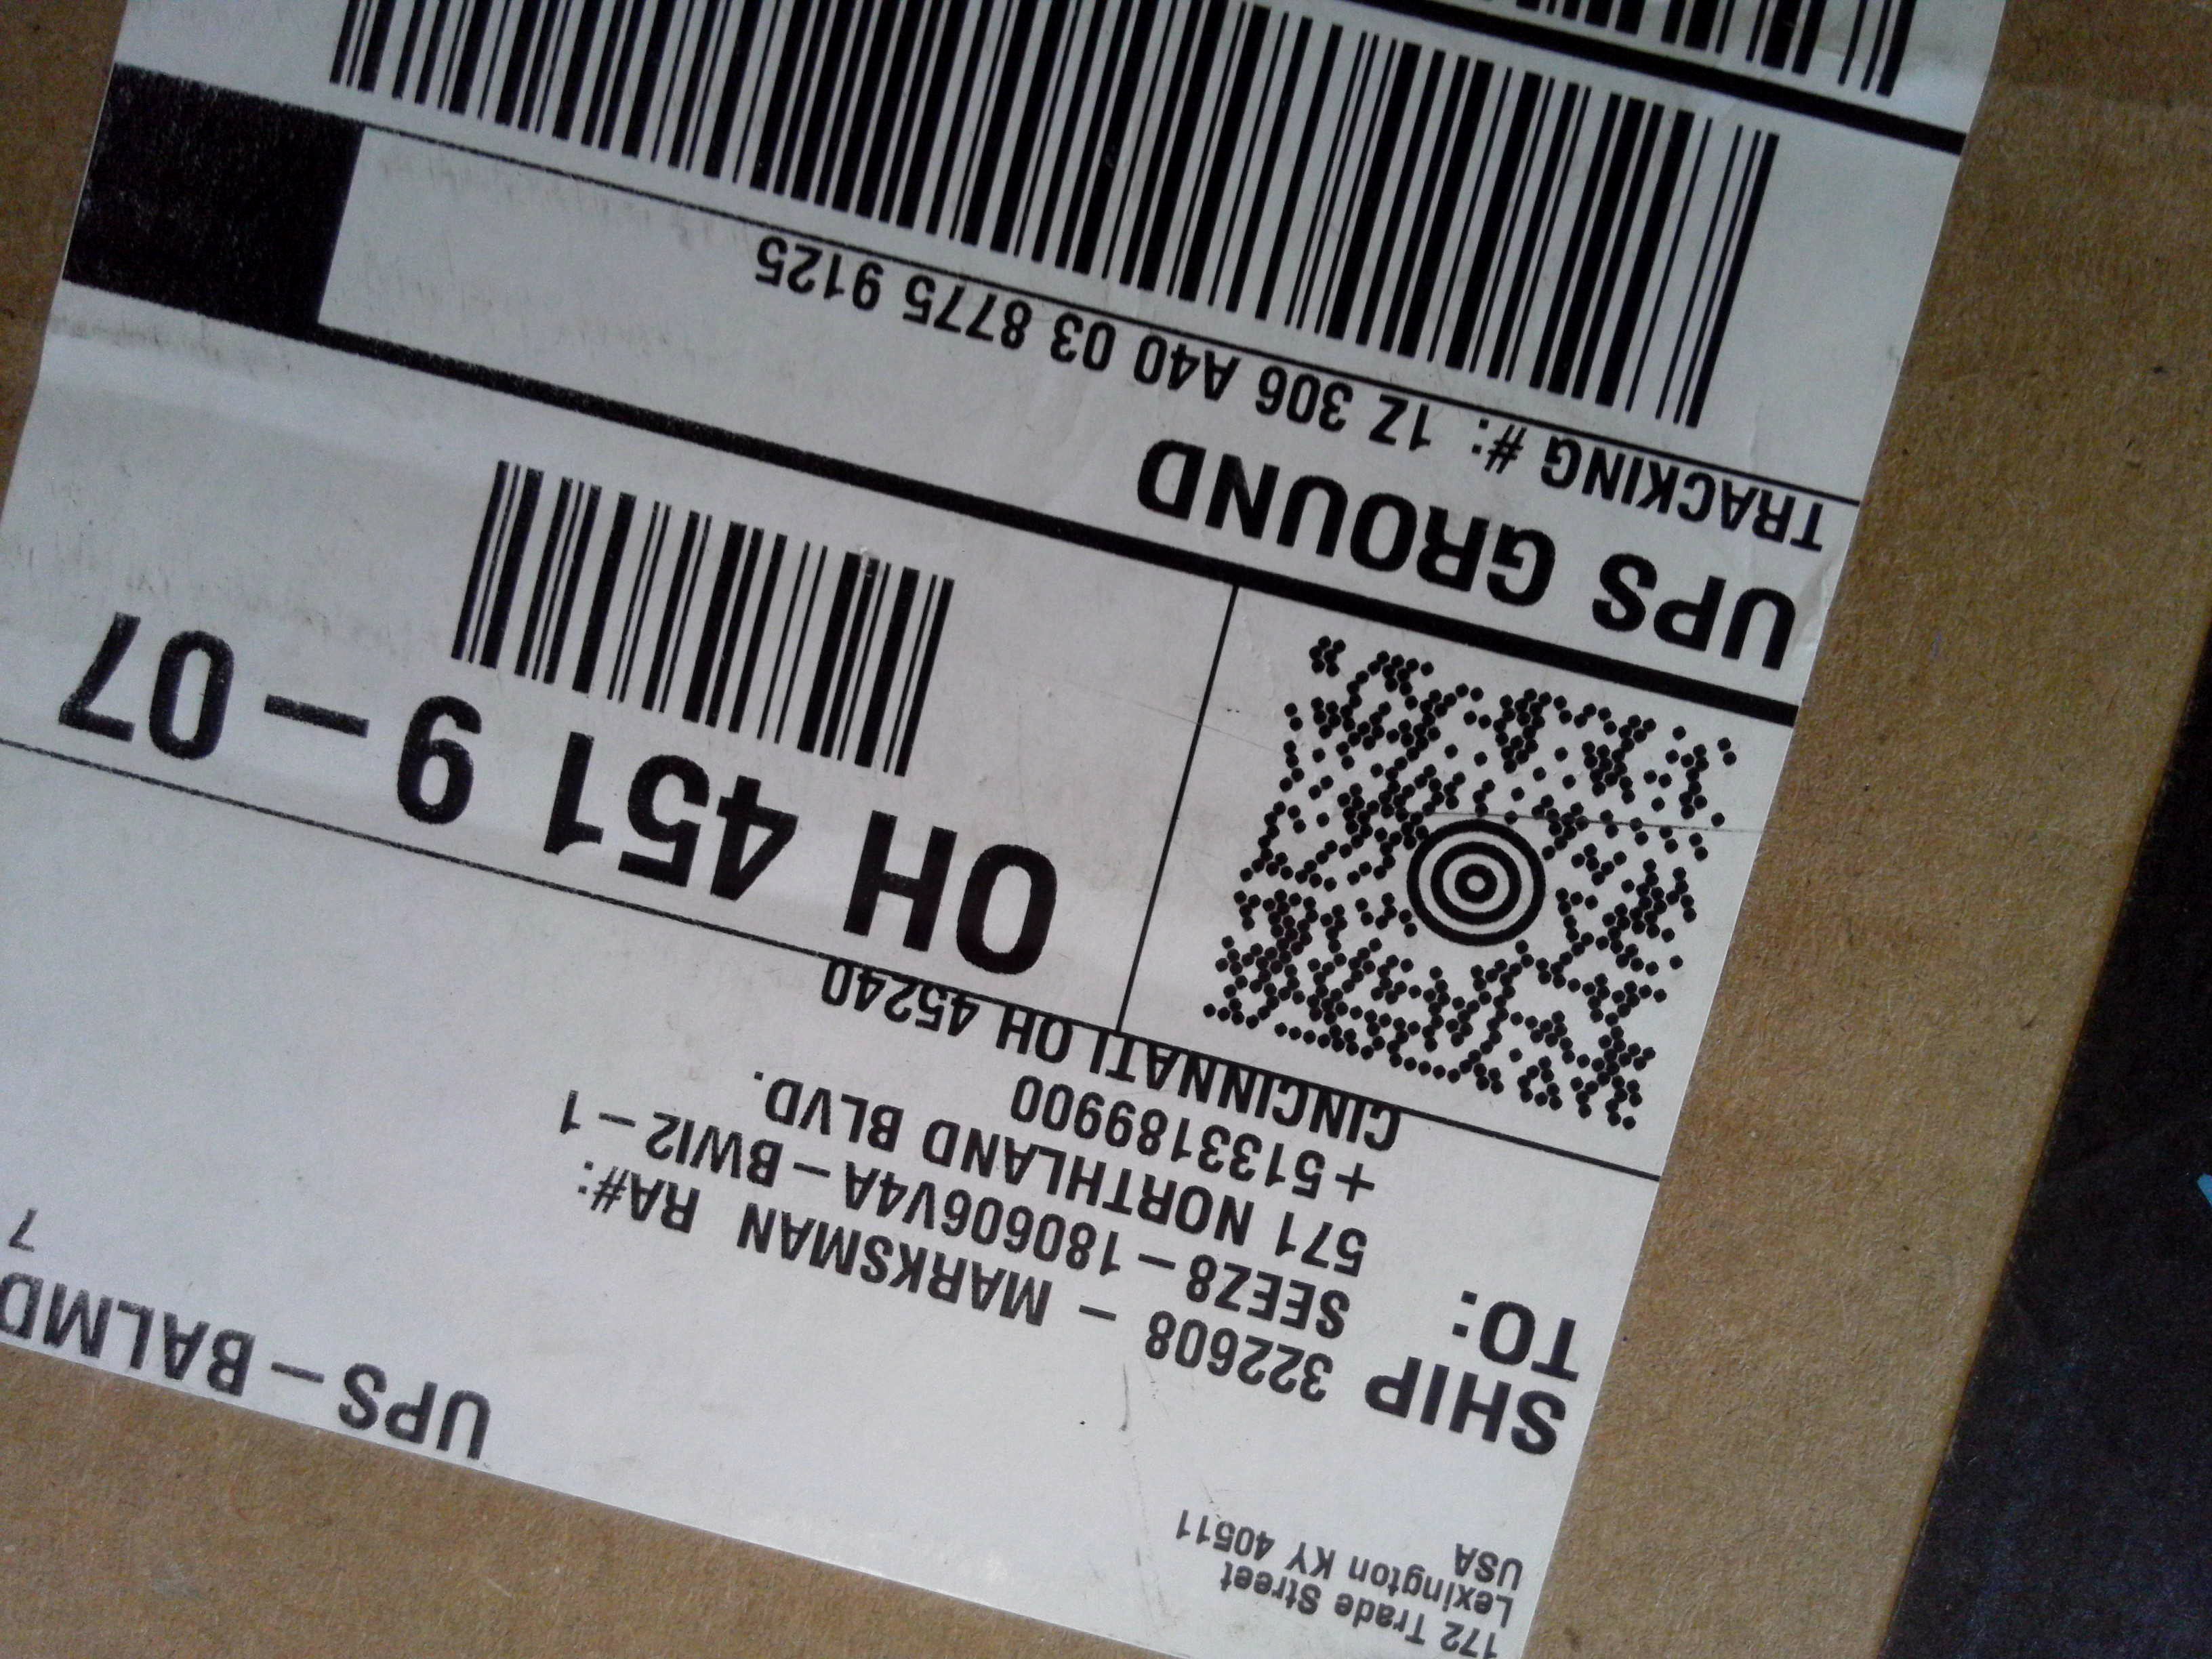 172 Trade Street
Lexington KY 40511
USA
UPS – BALMD
7
SHIP
TO:
322608 – MARKSMAN RA#:
SEEZ8 – 180606V4A – BWI2 – 1
571 NORTHLAND BLVD.
+5133189900
CINCINNATI OH 45240
OH 451 9 – 07
UPS GROUND
TRACKING #: 1Z 306 A40 03 8775 9125